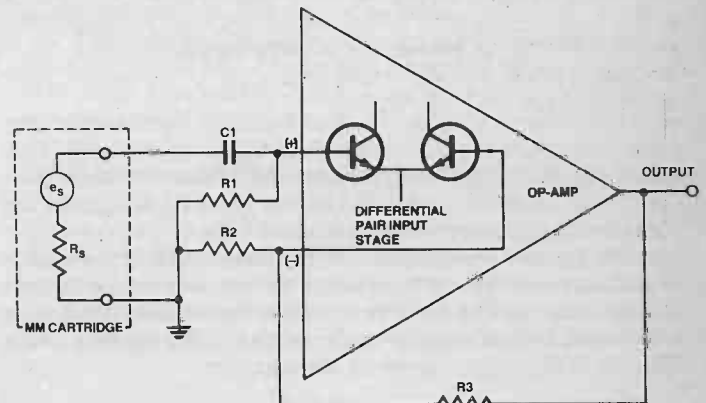 C1
(+)
e_s
R1
R_s
R2
(−)
DIFFERENTIAL
PAIR INPUT
STAGE
OP-AMP
OUTPUT
MM CARTRIDGE
R3